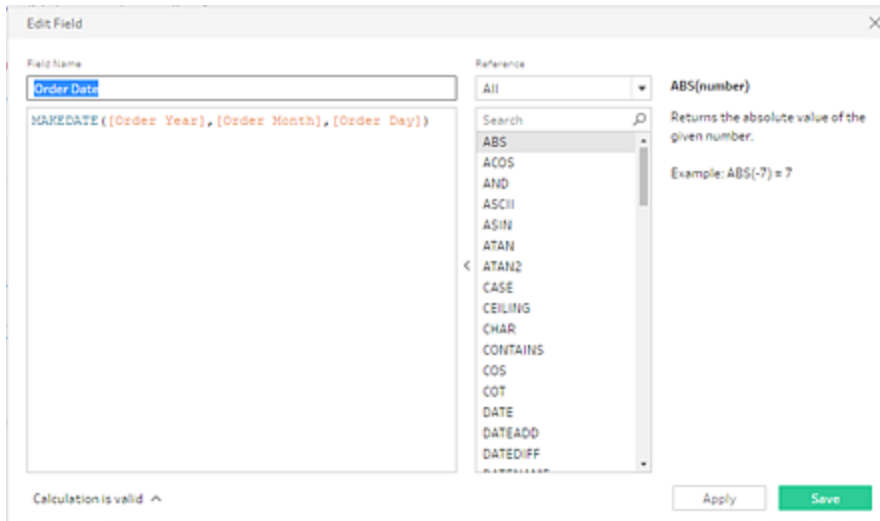 Edit Field
Field Name
Order Date
MAKEDATE([Order Year],[Order Month],[Order Day])
Reference
All
Search
ABS
ACOS
AND
ASCII
ASIN
ATAN
ATAN2
CASE
CEILING
CHAR
CONTAINS
COS
COT
DATE
DATEADD
DATEDIFF
DATENAME
ABS(number)
Returns the absolute value of the
given number.
Example: ABS(-7) = 7
Calculation is valid
Apply
Save